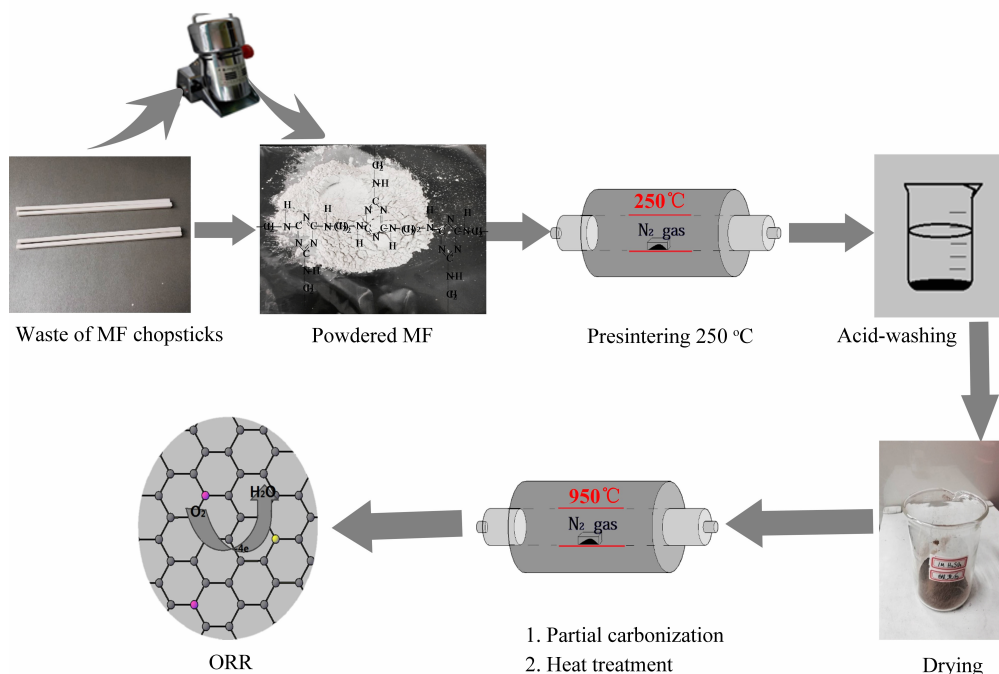 250℃
N₂ gas
Waste of MF chopsticks
Powdered MF
Presintering 250 °C
Acid-washing
H₂O
O₂
4e
950℃
N₂ gas
1. Partial carbonization
2. Heat treatment
ORR
Drying